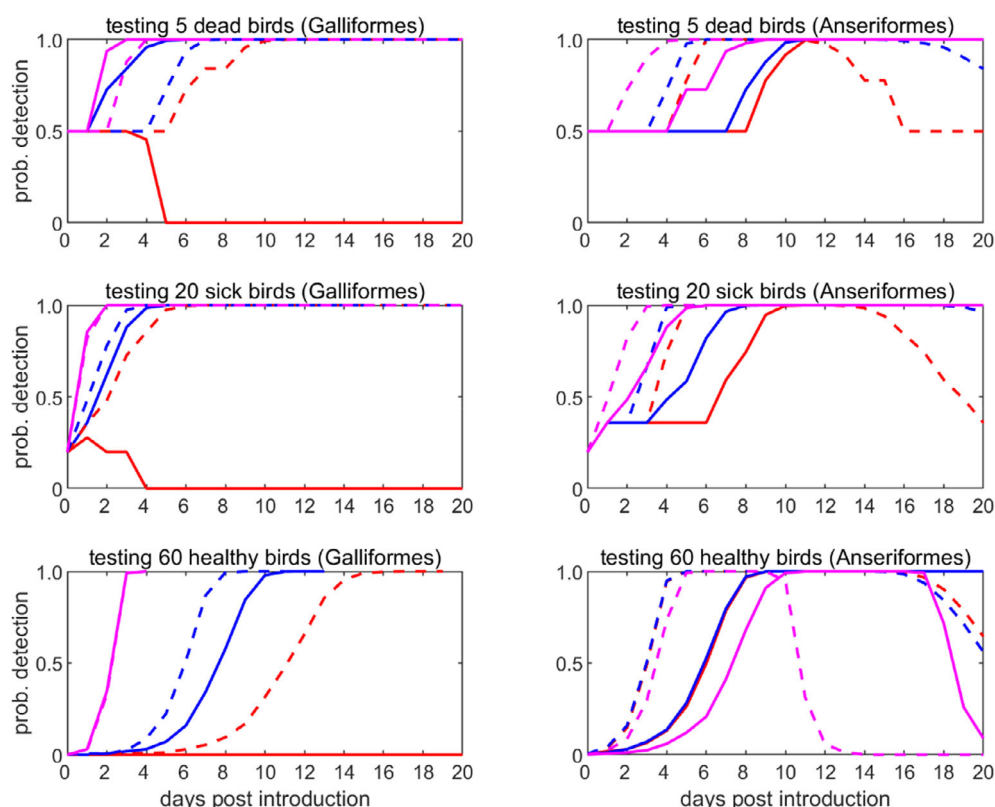 testing 5 dead birds (Galliformes)
prob. detection
1.0
0.5
0
0 2 4 6 8 10 12 14 16 18 20
testing 5 dead birds (Anseriformes)
1.0
0.5
0
0 2 4 6 8 10 12 14 16 18 20
testing 20 sick birds (Galliformes)
prob. detection
1.0
0.5
0
0 2 4 6 8 10 12 14 16 18 20
testing 20 sick birds (Anseriformes)
1.0
0.5
0
0 2 4 6 8 10 12 14 16 18 20
testing 60 healthy birds (Galliformes)
prob. detection
1.0
0.5
0
0 2 4 6 8 10 12 14 16 18 20
days post introduction
testing 60 healthy birds (Anseriformes)
1.0
0.5
0
0 2 4 6 8 10 12 14 16 18 20
days post introduction